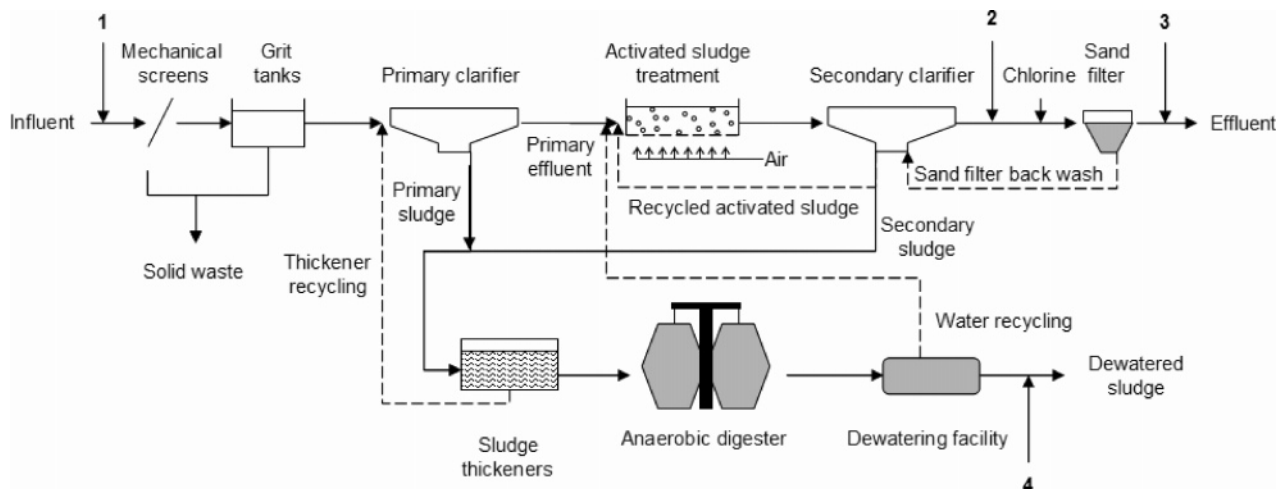 1
2
3
Mechanical
screens
Grit
tanks
Primary clarifier
Activated sludge
treatment
Secondary clarifier
Chlorine
Sand
filter
Influent
Effluent
Primary
effluent
Air
Sand filter back wash
Primary
sludge
Recycled activated sludge
Secondary
sludge
Solid waste
Thickener
recycling
Water recycling
Dewatered
sludge
Sludge
thickeners
Anaerobic digester
Dewatering facility
4